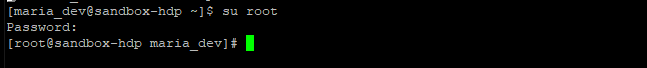 [maria_dev@sandbox-hdp ~]$ su root
Password:
[root@sandbox-hdp maria_dev]#